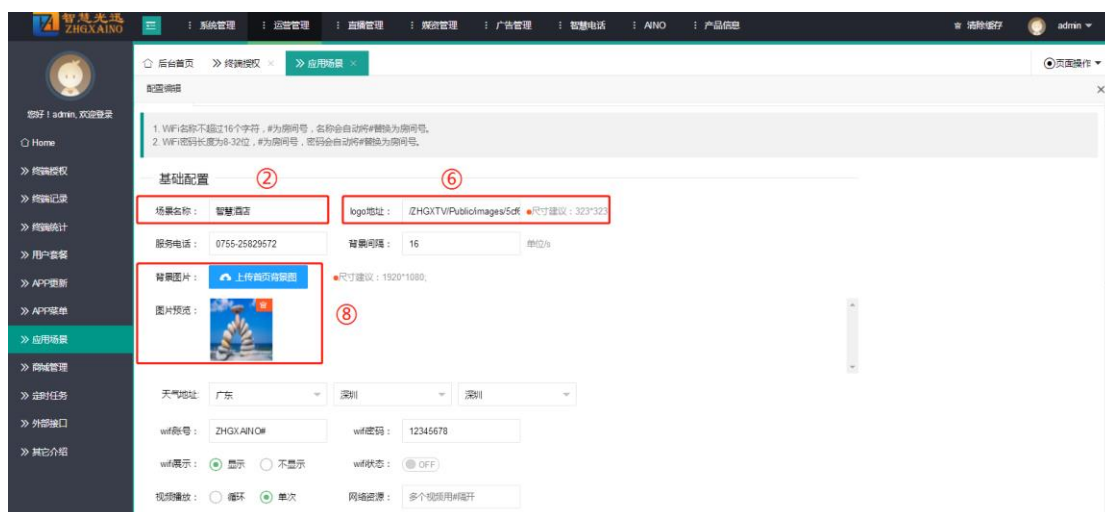 智慧光迅
ZHGXAINO
系统管理 运营管理 直播管理 媒资管理 广告管理 智慧电话 AINO 产品信息 清除缓存 admin
后台首页 终端授权 × 应用场景 × 页面操作
配置编辑 ×
您好！admin, 欢迎登录
Home
终端授权
终端记录
终端统计
用户套餐
APP更新
APP菜单
应用场景
商城管理
定时任务
外部接口
其它介绍
1. WiFi名称不超过16个字符，#为房间号，名称会自动将#替换为房间号。
2. WiFi密码长度为8-32位，#为房间号，密码会自动将#替换为房间号。
基础配置 ② ⑥
场景名称： 智慧酒店 logo地址： /ZHGXTV/Public/images/5cf6 尺寸建议：323*323
服务电话： 0755-25829572 背景间隔： 16 单位/s
背景图片： 上传首页背景图 尺寸建议：1920*1080;
图片预览： ⑧
天气地址: 广东 深圳 深圳
wifi账号： ZHGXAINO# wifi密码： 12345678
wifi展示： 显示 不显示 wifi状态： OFF
视频播放： 循环 单次 网络资源： 多个视频用#隔开